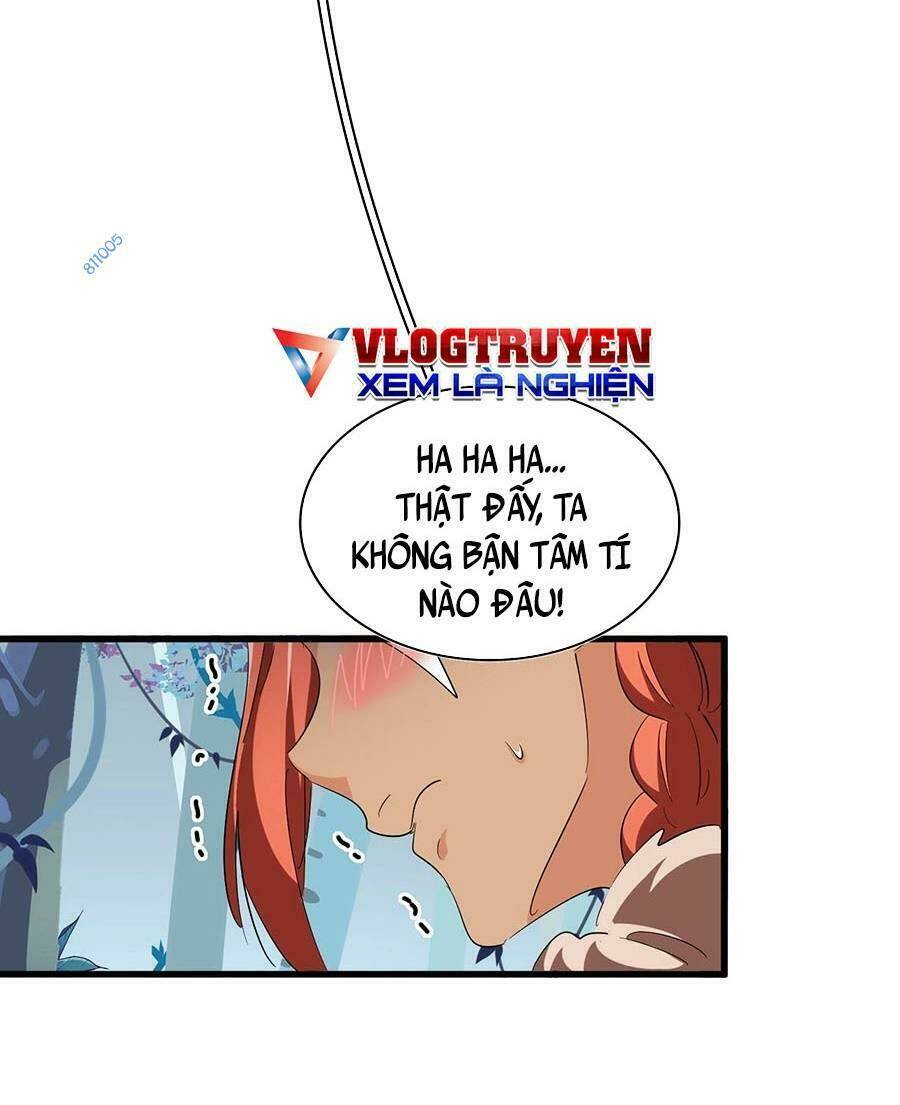 811005
VLOGTRUYEN
XEM LÀ NGHIỆN
HA HA HA...
THẬT ĐẤY, TA
KHÔNG BẬN TÂM TÍ
NÀO ĐÂU!